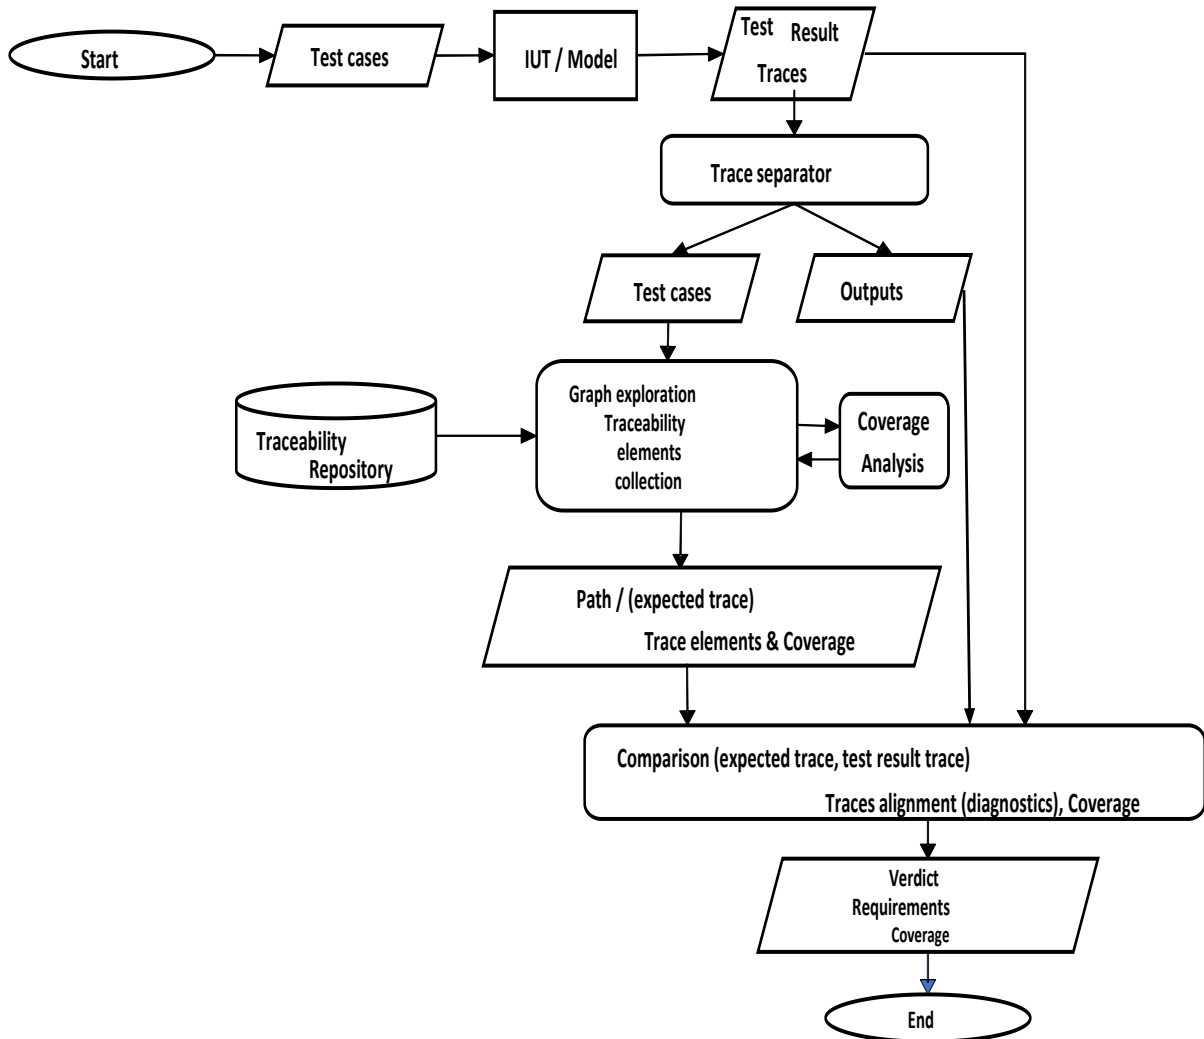 Start
Test cases
IUT / Model
Test Result
Traces
Trace separator
Test cases
Outputs
Graph exploration
Traceability
elements
collection
Coverage
Analysis
Traceability
Repository
Path / (expected trace)
Trace elements & Coverage
Comparison (expected trace, test result trace)
Traces alignment (diagnostics), Coverage
Verdict
Requirements
Coverage
End